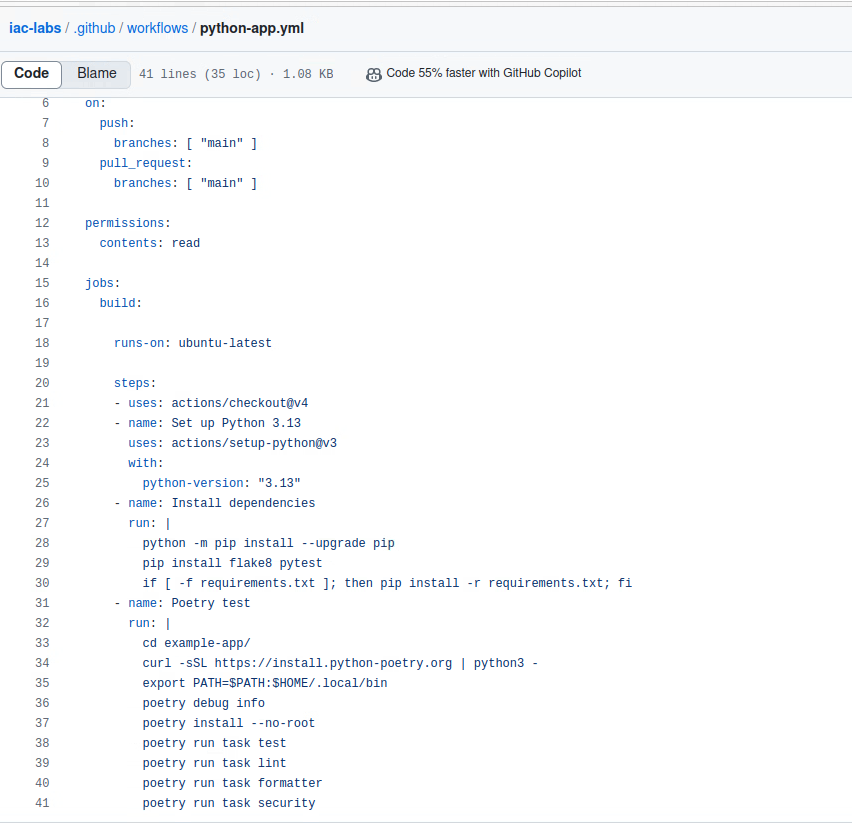 iac-labs / .github / workflows / python-app.yml
Code Blame 41 lines (35 loc) · 1.08 KB Code 55% faster with GitHub Copilot
6 on:
7   push:
8     branches: [ "main" ]
9   pull_request:
10     branches: [ "main" ]
11
12 permissions:
13   contents: read
14
15 jobs:
16   build:
17
18     runs-on: ubuntu-latest
19
20     steps:
21     - uses: actions/checkout@v4
22     - name: Set up Python 3.13
23       uses: actions/setup-python@v3
24       with:
25         python-version: "3.13"
26     - name: Install dependencies
27       run: |
28         python -m pip install --upgrade pip
29         pip install flake8 pytest
30         if [ -f requirements.txt ]; then pip install -r requirements.txt; fi
31     - name: Poetry test
32       run: |
33         cd example-app/
34         curl -sSL https://install.python-poetry.org | python3 -
35         export PATH=$PATH:$HOME/.local/bin
36         poetry debug info
37         poetry install --no-root
38         poetry run task test
39         poetry run task lint
40         poetry run task formatter
41         poetry run task security